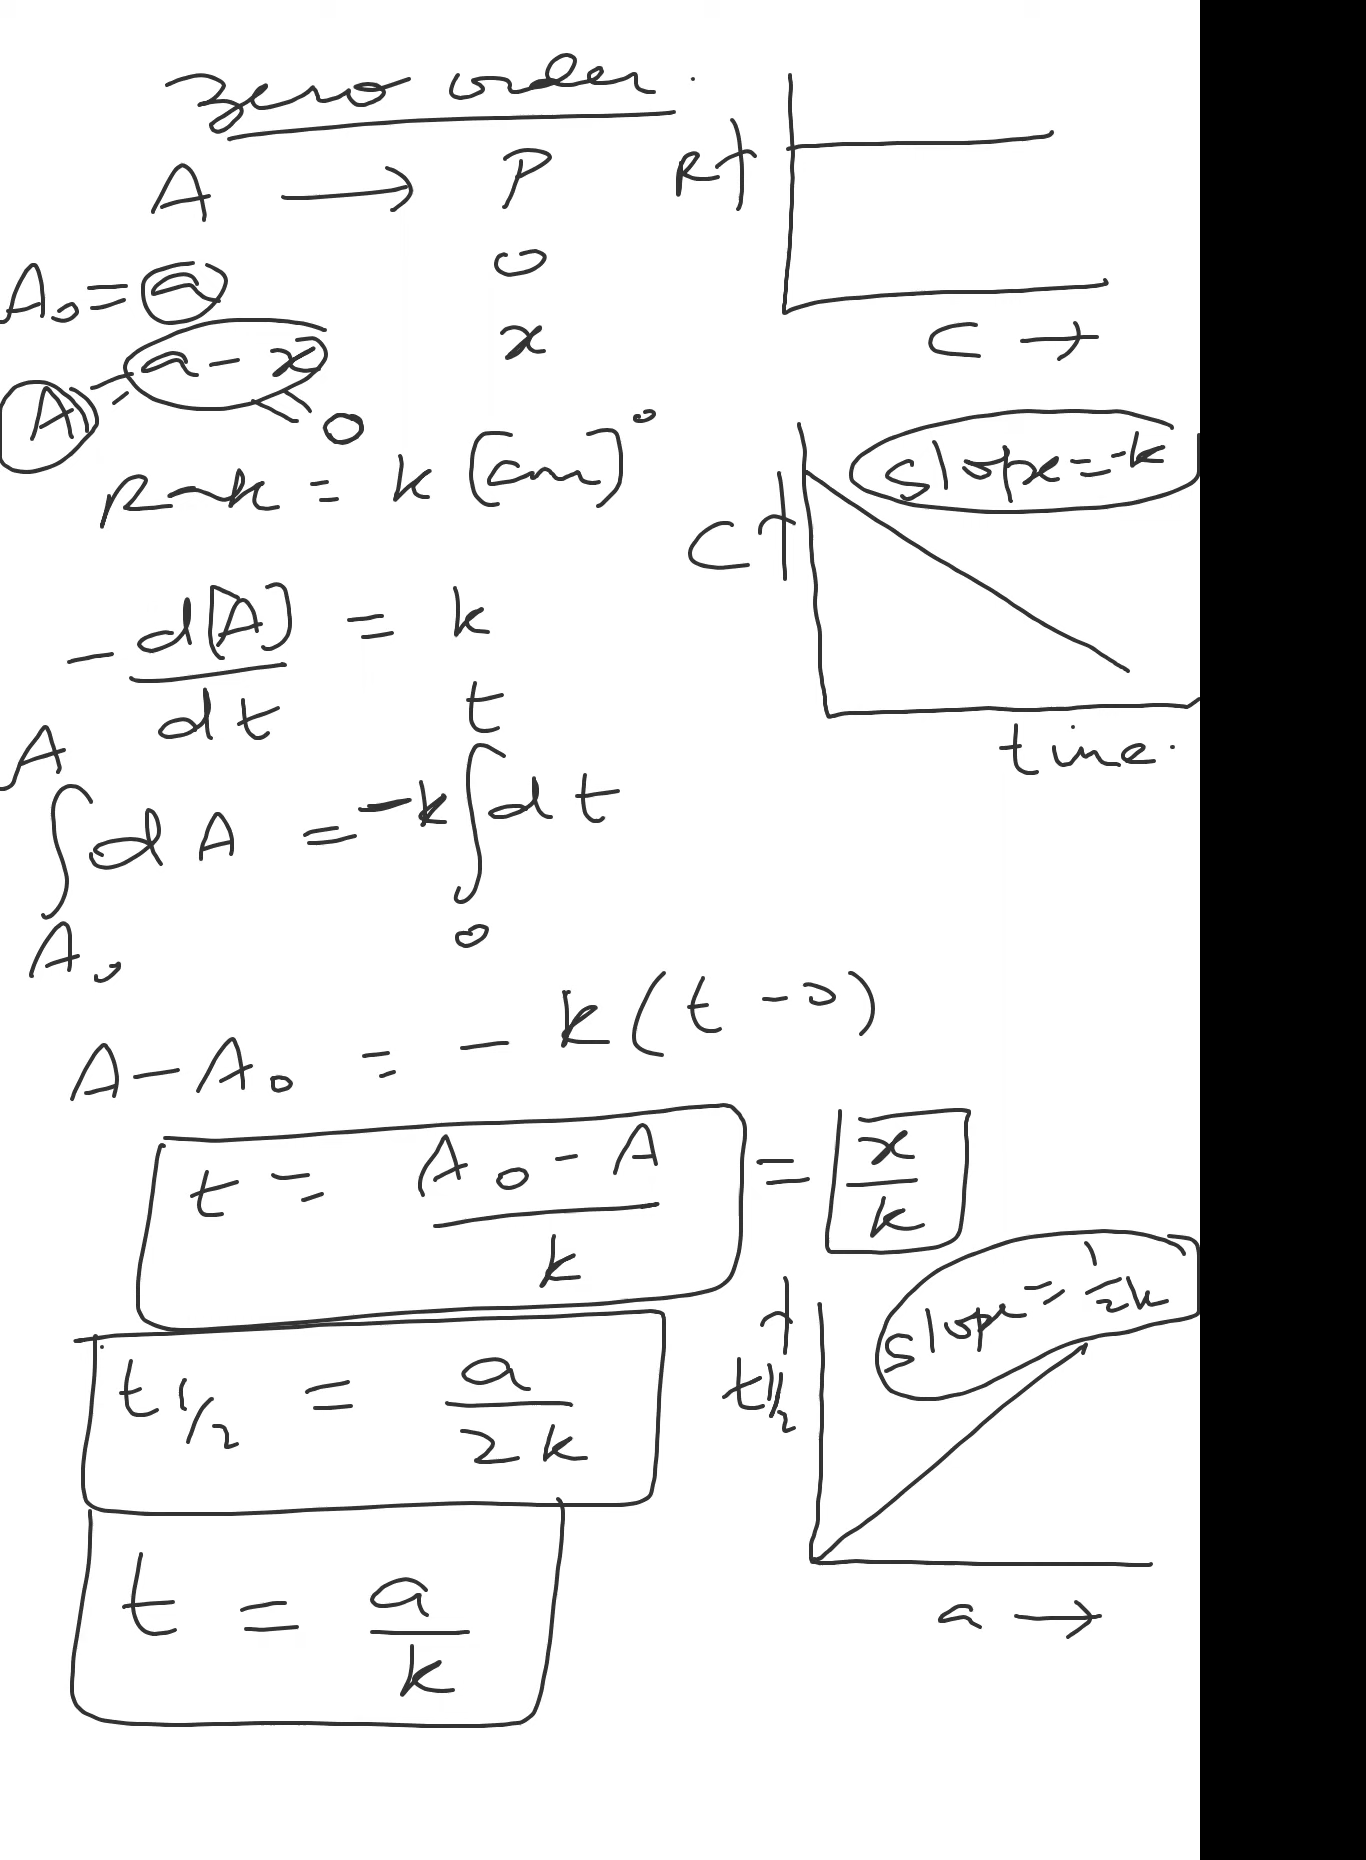 zero order.
A → P
R↑
A₀ = a
0
C →
A = a - x
x
0
Rate = k [conc]⁰
slope = -k
C↑
time.
- d[A]/dt = k
∫_{A₀}^{A} dA = -k ∫_{0}^{t} dt
A - A₀ = - k (t - 0)
t = (A₀ - A)/k = x/k
slope = 1/2k
t1/2 ↑
t1/2 = a/2k
a →
t = a/k